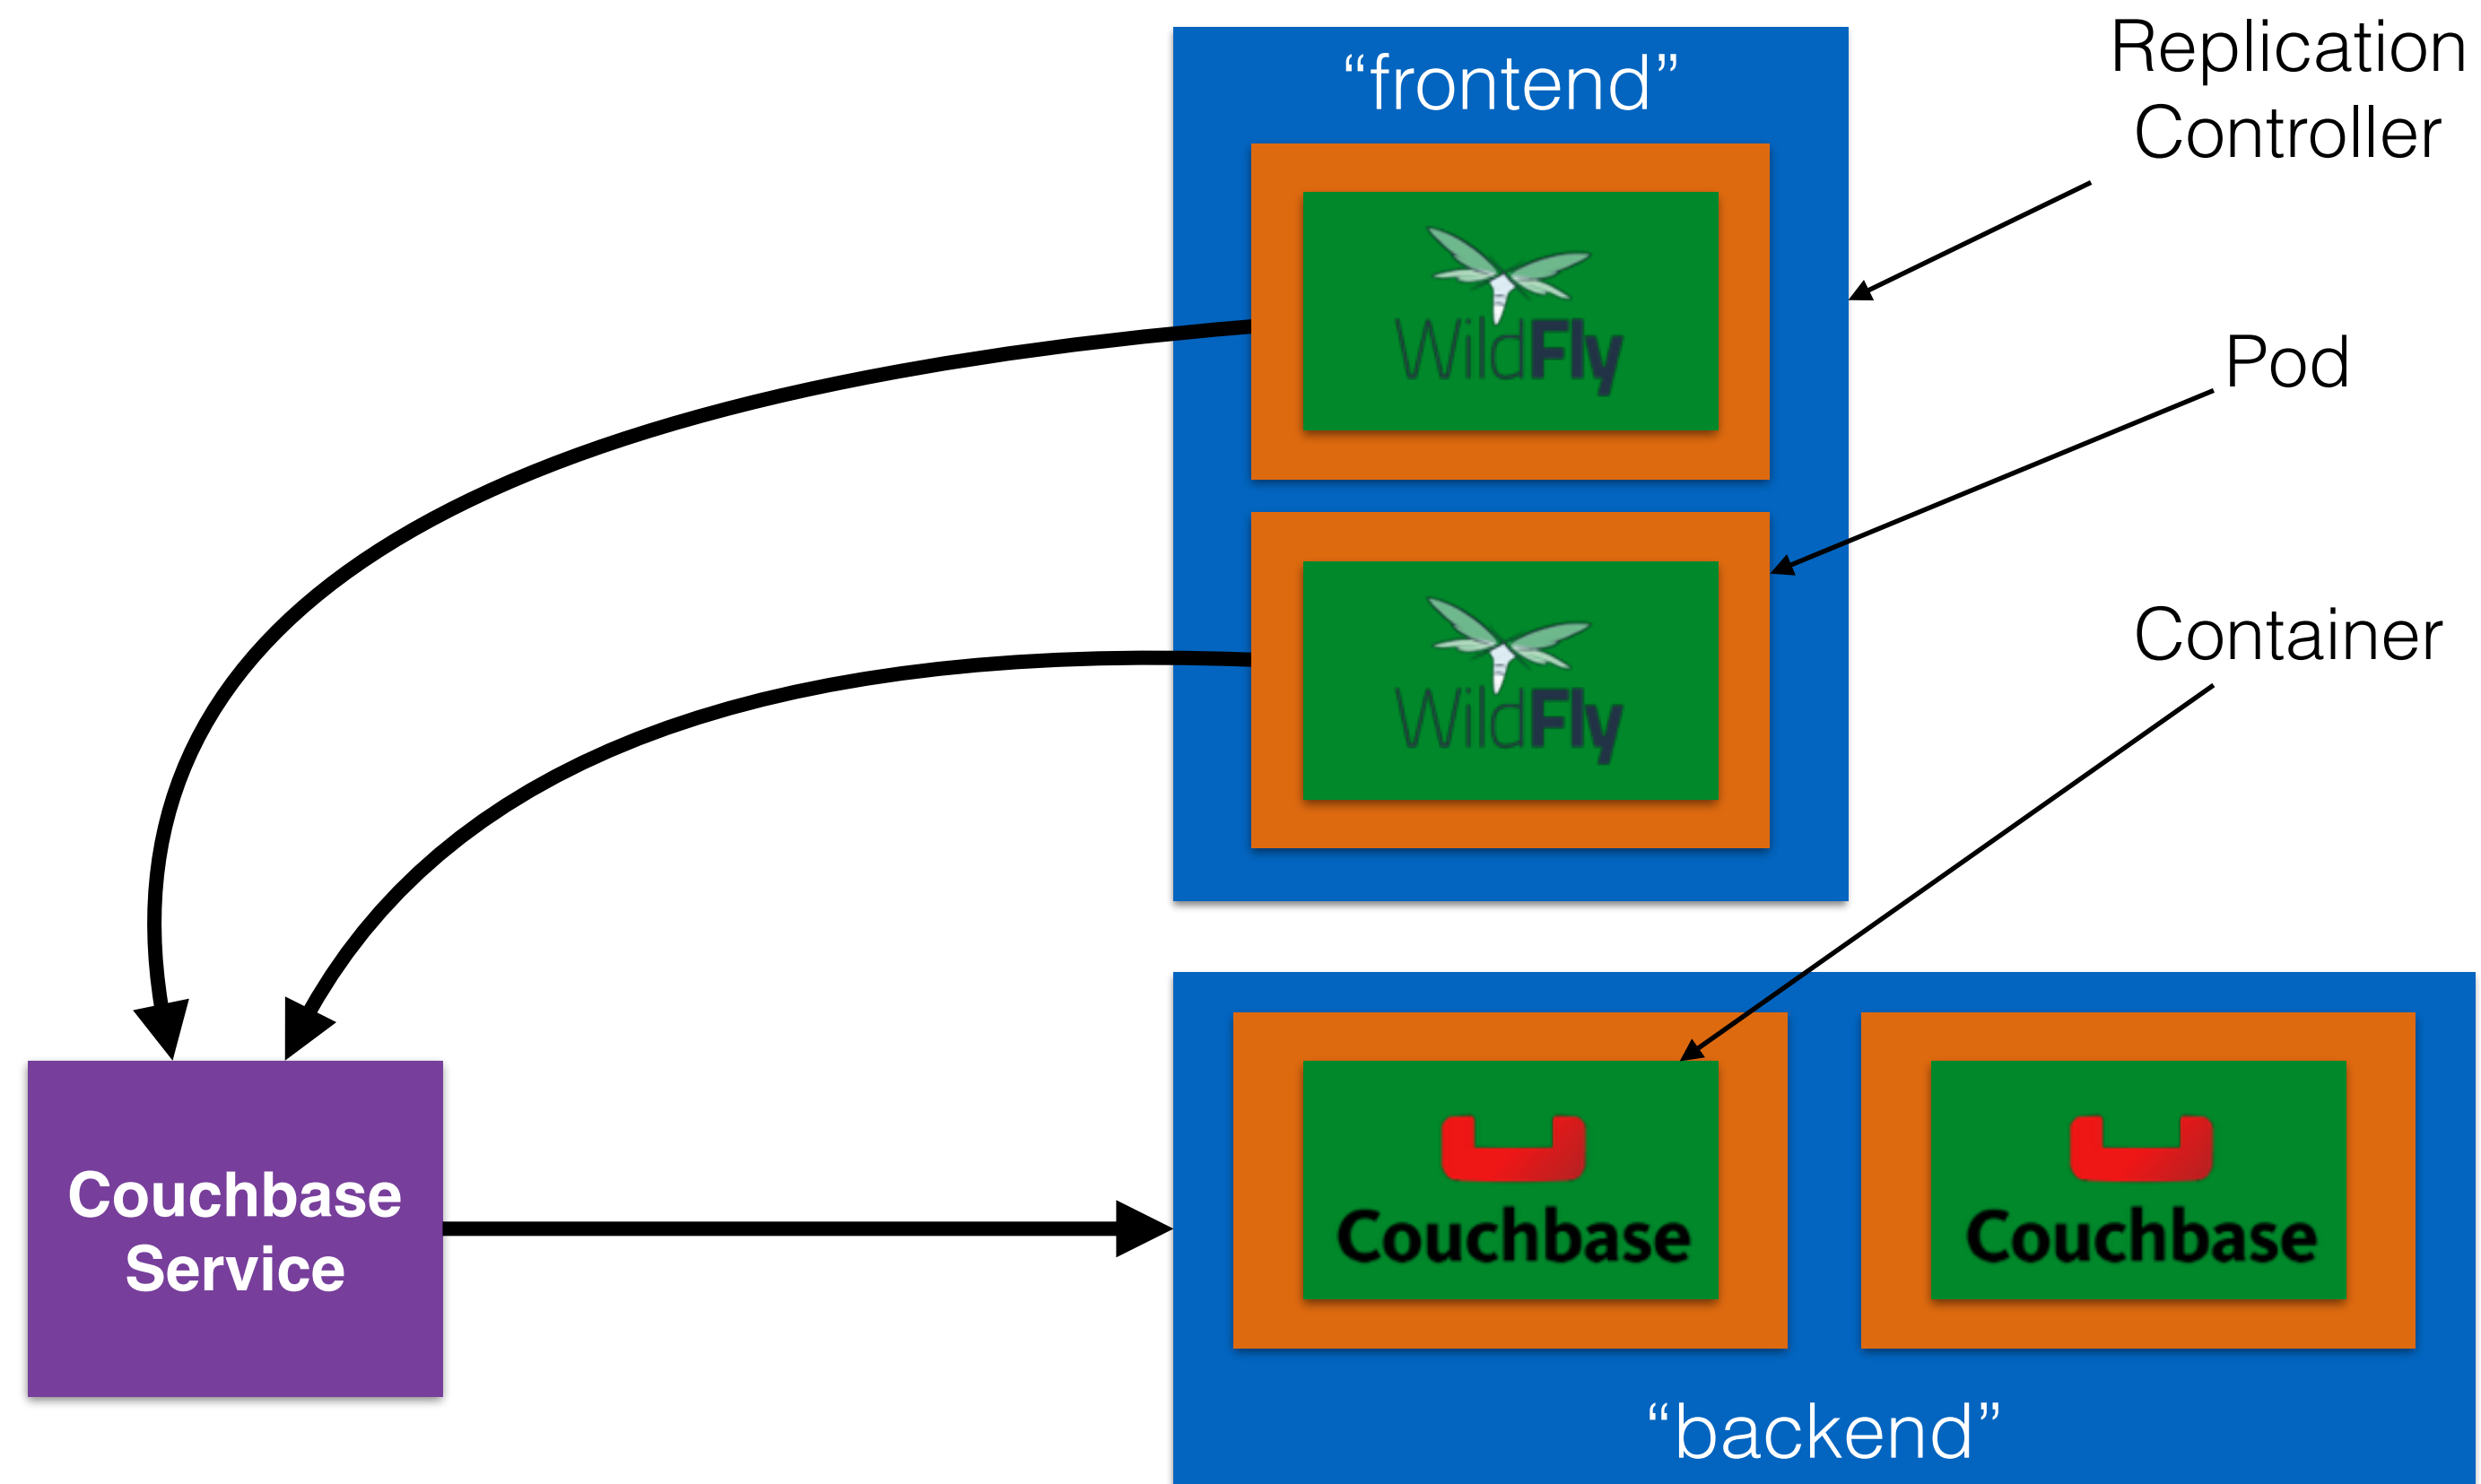 “frontend”
Replication
Controller
WildFly
Pod
WildFly
Container
Couchbase
Service
Couchbase
Couchbase
“backend”